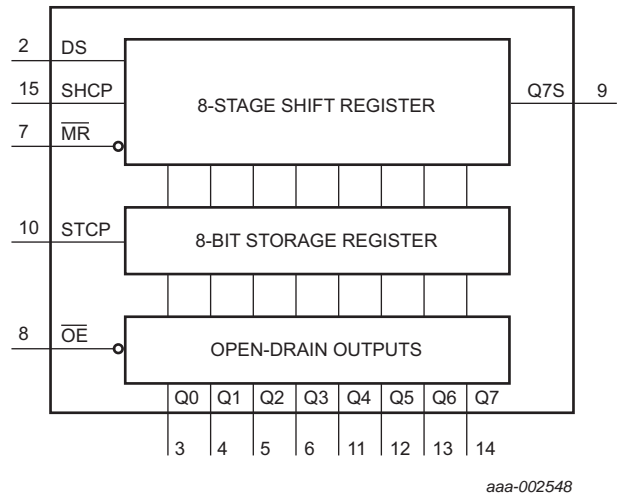 2 DS
15 SHCP
7 MR
8-STAGE SHIFT REGISTER
Q7S 9
10 STCP
8-BIT STORAGE REGISTER
8 OE
OPEN-DRAIN OUTPUTS
Q0 Q1 Q2 Q3 Q4 Q5 Q6 Q7
3 4 5 6 11 12 13 14
aaa-002548